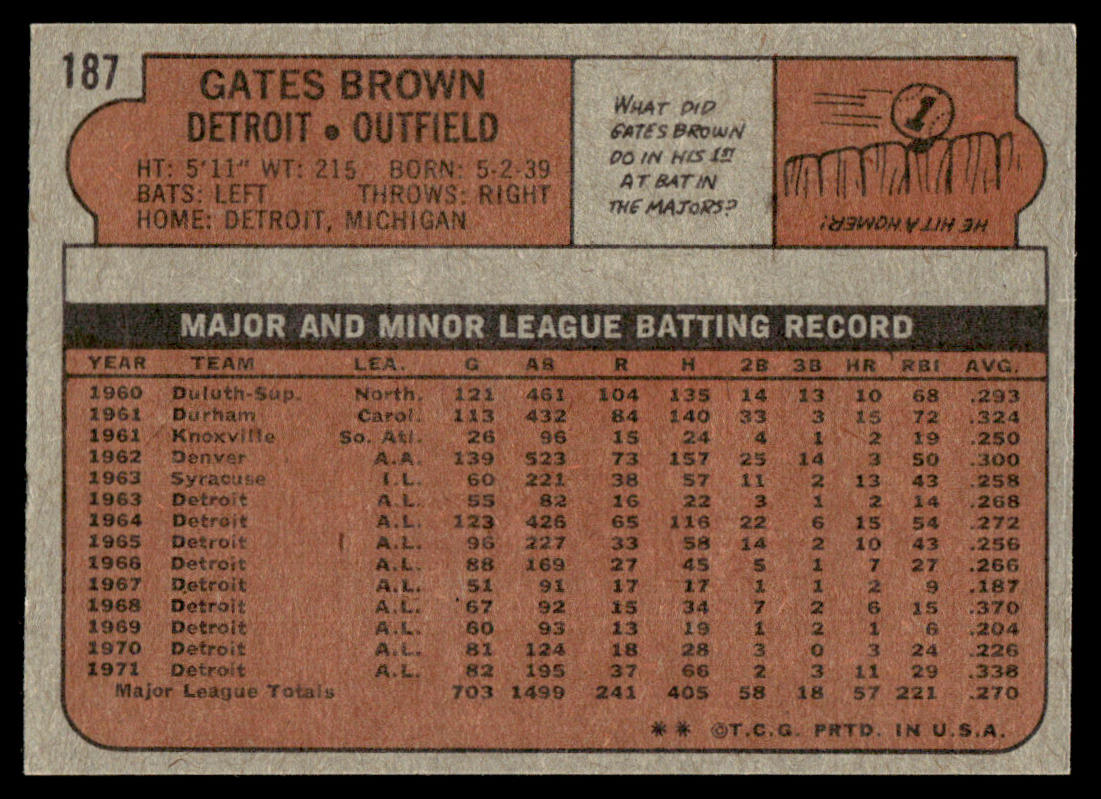 187
GATES BROWN
DETROIT • OUTFIELD
HT: 5'11" WT: 215 BORN: 5-2-39
BATS: LEFT THROWS: RIGHT
HOME: DETROIT, MICHIGAN
WHAT DID
GATES BROWN
DO IN HIS 1ST
AT BAT IN
THE MAJORS?
1
HE HIT A HOMER!
MAJOR AND MINOR LEAGUE BATTING RECORD
YEAR TEAM LEA. G AB R H 2B 3B HR RBI AVG.
1960 Duluth-Sup. North. 121 461 104 135 14 13 10 68 .293
1961 Durham Carol. 113 432 84 140 33 3 15 72 .324
1961 Knoxville So. Atl. 26 96 15 24 4 1 2 19 .250
1962 Denver A.A. 139 523 73 157 25 14 3 50 .300
1963 Syracuse I.L. 60 221 38 57 11 2 13 43 .258
1963 Detroit A.L. 55 82 16 22 3 1 2 14 .268
1964 Detroit A.L. 123 426 65 116 22 6 15 54 .272
1965 Detroit A.L. 96 227 33 58 14 2 10 43 .256
1966 Detroit A.L. 88 169 27 45 5 1 7 27 .266
1967 Detroit A.L. 51 91 17 17 1 1 2 9 .187
1968 Detroit A.L. 67 92 15 34 7 2 6 15 .370
1969 Detroit A.L. 60 93 13 19 1 2 1 6 .204
1970 Detroit A.L. 81 124 18 28 3 0 3 24 .226
1971 Detroit A.L. 82 195 37 66 2 3 11 29 .338
Major League Totals 703 1499 241 405 58 18 57 221 .270
** ©T.C.G. PRTD. IN U.S.A.